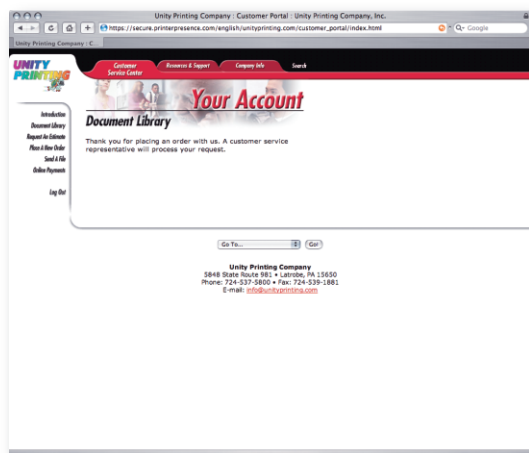 Unity Printing Company : Customer Portal : Unity Printing Company, Inc.
https://secure.printerpresence.com/english/unityprinting.com/customer_portal/index.html
Google
Unity Printing Company : C...
UNITY
PRINTING
Customer
Service Center
Resources & Support
Company Info
Search
Your Account
Introduction
Document Library
Request An Estimate
Place A New Order
Send A File
Online Payments
Log Out
Document Library
Thank you for placing an order with us. A customer service
representative will process your request.
Go To...
Go!
Unity Printing Company
5848 State Route 981 • Latrobe, PA 15650
Phone: 724-537-5800 • Fax: 724-539-1881
E-mail: info@unityprinting.com